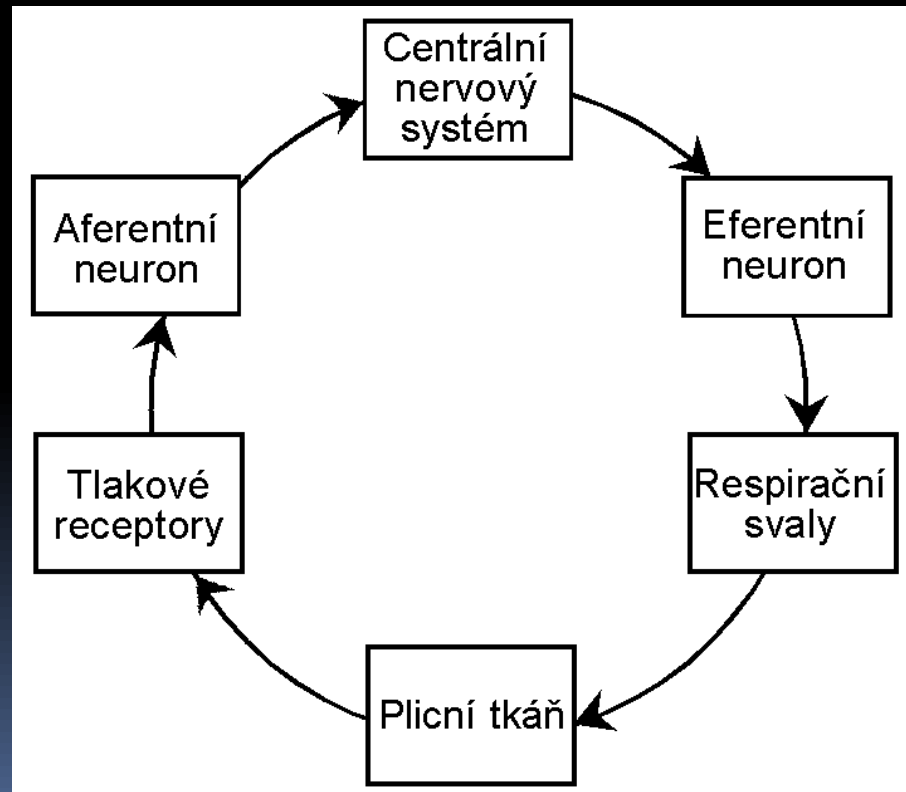 Centrální
nervový
systém
Eferentní
neuron
Respirační
svaly
Plicní tkáň
Tlakové
receptory
Aferentní
neuron